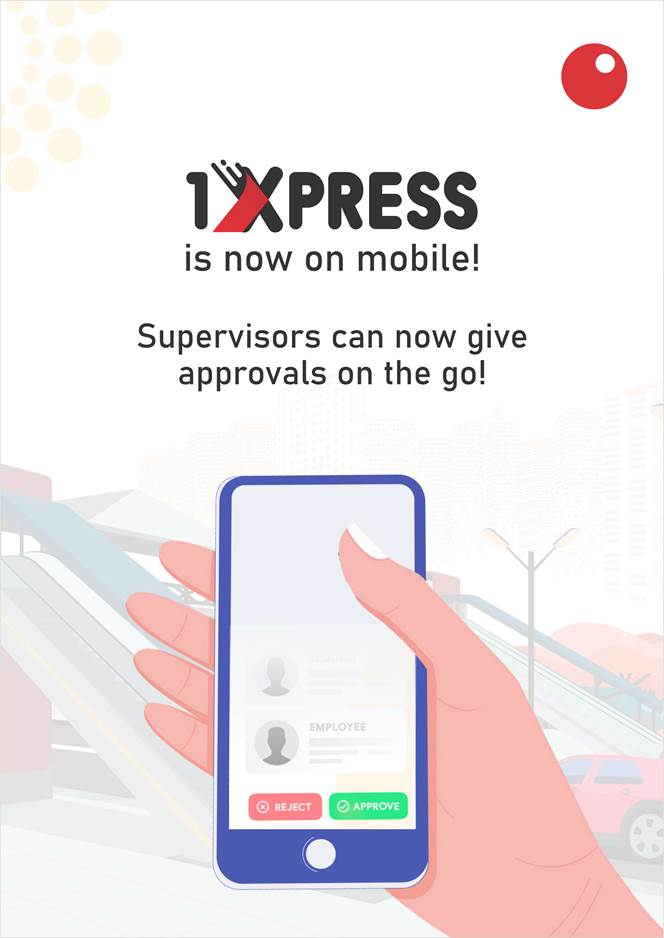 1XPRESS
is now on mobile!
Supervisors can now give
approvals on the go!
EMPLOYEE
REJECT
APPROVE